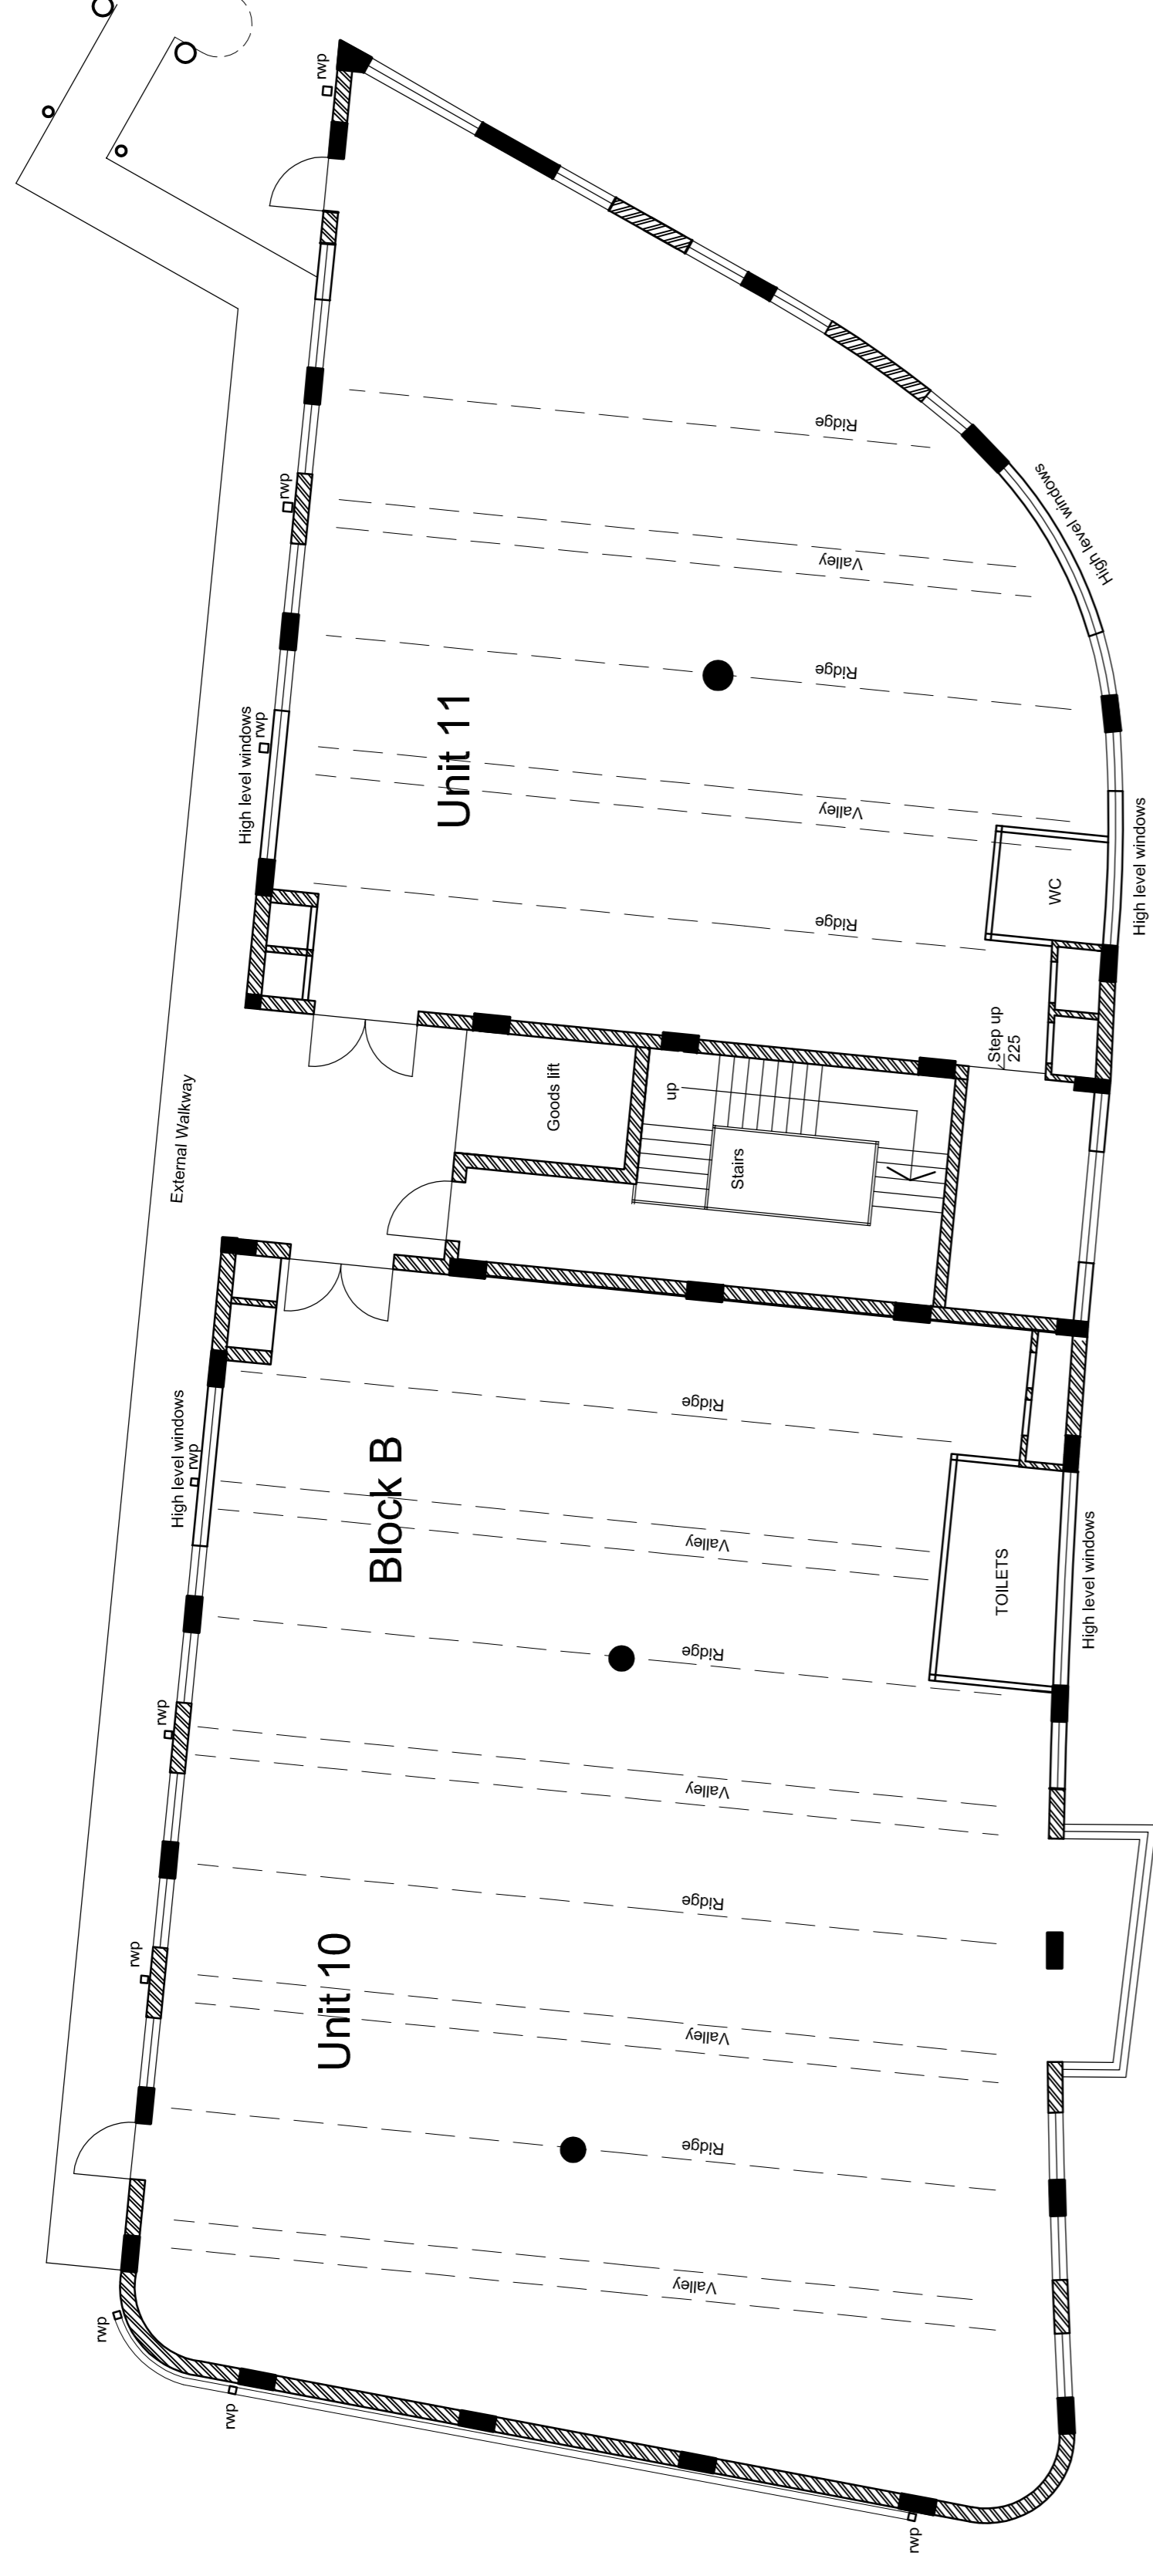 rwp
Ridge
High level windows
rwp
Valley
Ridge
High level windows
rwp
Unit 11
Valley
High level windows
WC
Ridge
Step up
225
Goods lift
up
Stairs
External Walkway
Ridge
High level windows
rwp
Block B
Valley
TOILETS
High level windows
Ridge
rwp
Valley
Ridge
rwp
Unit 10
Valley
Ridge
Valley
rwp
rwp
rwp